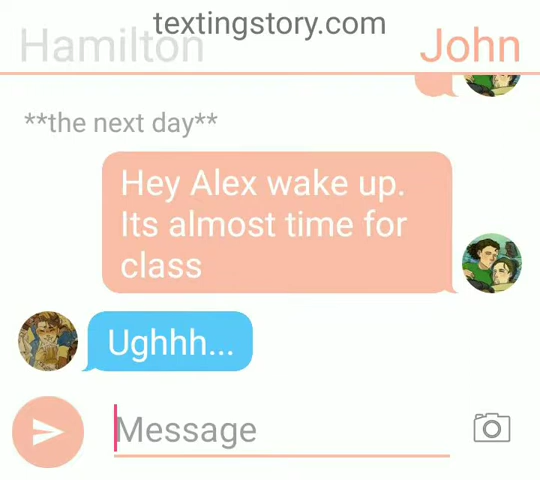 textingstory.com
Hamilton
John
**the next day**
Hey Alex wake up.
Its almost time for
class
Ughhh...
Message